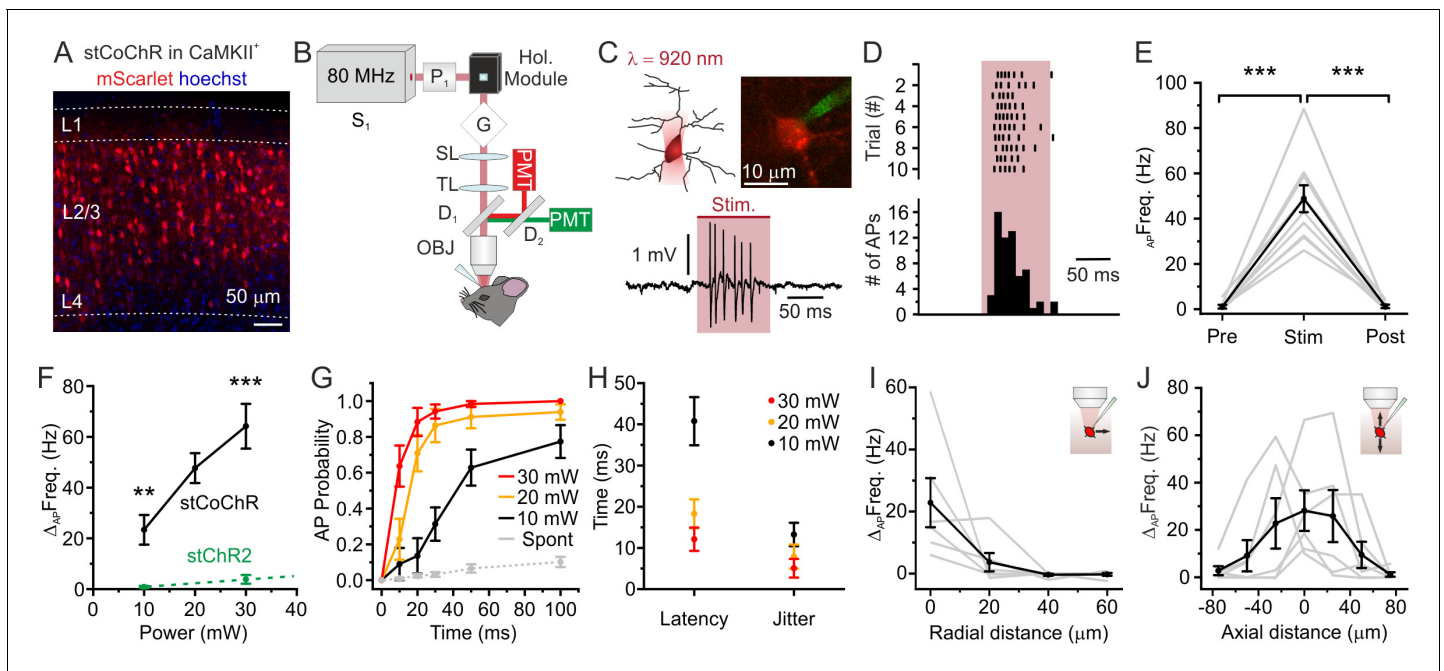 A
stCoChR in CaMKII⁺
mScarlet hoechst
L1
L2/3
L4
50 μm
B
80 MHz
P₁
Hol. Module
S₁
G
SL
TL
PMT
PMT
D₁
D₂
OBJ
C
λ = 920 nm
10 μm
Stim.
1 mV
50 ms
D
Trial (#)
2
4
6
8
10
# of APs
16
12
8
4
0
50 ms
E
APFreq. (Hz)
100
80
60
40
20
0
*** ***
Pre Stim Post
F
ΔAPFreq. (Hz)
80
60
40
20
0
**
***
stCoChR
stChR2
0 10 20 30 40
Power (mW)
G
AP Probability
1.0
0.8
0.6
0.4
0.2
0.0
30 mW
20 mW
10 mW
Spont
0 20 40 60 80 100
Time (ms)
H
Time (ms)
50
40
30
20
10
0
30 mW
20 mW
10 mW
Latency Jitter
I
ΔAPFreq. (Hz)
60
40
20
0
0 20 40 60
Radial distance (μm)
J
ΔAPFreq. (Hz)
80
60
40
20
0
-80 -40 0 40 80
Axial distance (μm)